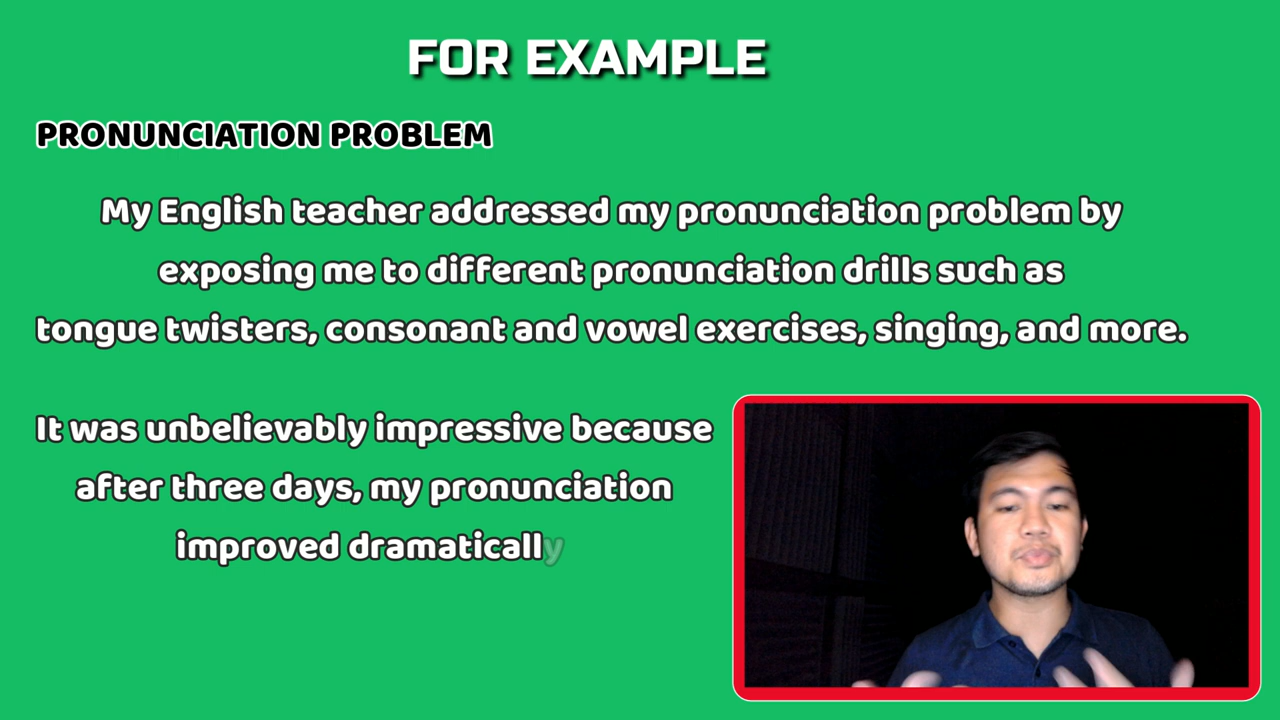 FOR EXAMPLE
PRONUNCIATION PROBLEM
My English teacher addressed my pronunciation problem by
exposing me to different pronunciation drills such as
tongue twisters, consonant and vowel exercises, singing, and more.
It was unbelievably impressive because
after three days, my pronunciation
improved dramatically